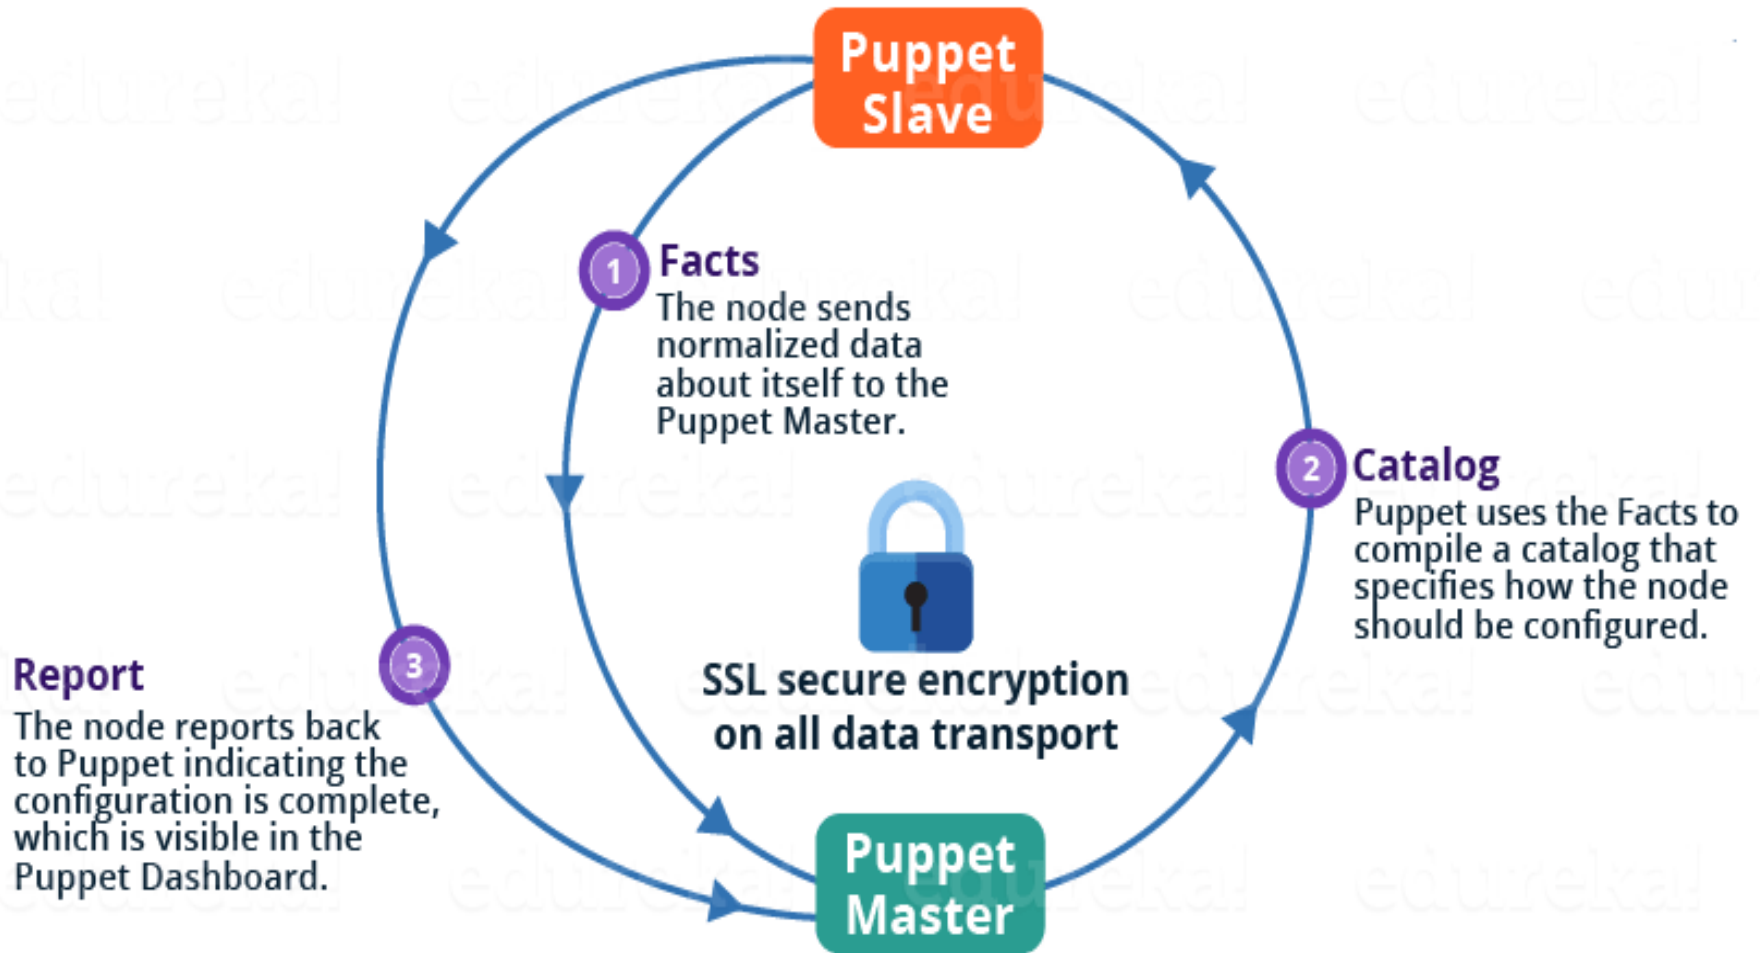 Puppet
Slave
1
Facts
The node sends
normalized data
about itself to the
Puppet Master.
2
Catalog
Puppet uses the Facts to
compile a catalog that
specifies how the node
should be configured.
3
Report
The node reports back
to Puppet indicating the
configuration is complete,
which is visible in the
Puppet Dashboard.
SSL secure encryption
on all data transport
Puppet
Master
edureka!